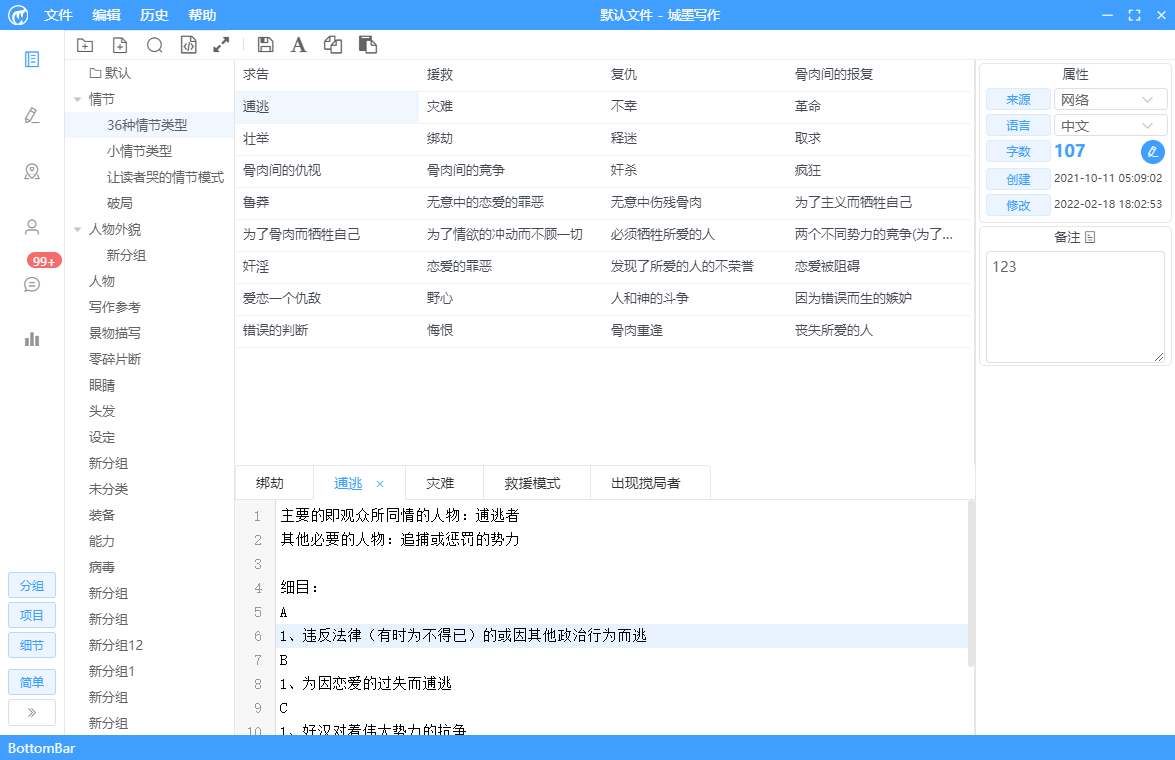 文件 编辑 历史 帮助
默认文件 - 城墨写作
默认
情节
36种情节类型
小情节类型
让读者哭的情节模式
破局
人物外貌
新分组
99+
人物
写作参考
景物描写
零碎片断
眼睛
头发
设定
新分组
未分类
装备
能力
病毒
新分组
新分组
新分组12
新分组1
新分组
新分组
分组
项目
细节
简单
求告 援救 复仇 骨肉间的报复
逋逃 灾难 不幸 革命
壮举 绑劫 释迷 取求
骨肉间的仇视 骨肉间的竞争 奸杀 疯狂
鲁莽 无意中的恋爱的罪恶 无意中伤残骨肉 为了主义而牺牲自己
为了骨肉而牺牲自己 为了情欲的冲动而不顾一切 必须牺牲所爱的人 两个不同势力的竞争(为了...
奸淫 恋爱的罪恶 发现了所爱的人的不荣誉 恋爱被阻碍
爱恋一个仇敌 野心 人和神的斗争 因为错误而生的嫉妒
错误的判断 悔恨 骨肉重逢 丧失所爱的人
绑劫 逋逃 × 灾难 救援模式 出现搅局者
1 主要的即观众所同情的人物: 逋逃者
2 其他必要的人物: 追捕或惩罚的势力
3
4 细目:
5 A
6 1、违反法律（有时为不得已）的或因其他政治行为而逃
7 B
8 1、为因恋爱的过失而逋逃
9 C
10 1、好汉对着伟大势力的抗争
属性
来源 网络
语言 中文
字数 107
创建 2021-10-11 05:09:02
修改 2022-02-18 18:02:53
备注
123
BottomBar